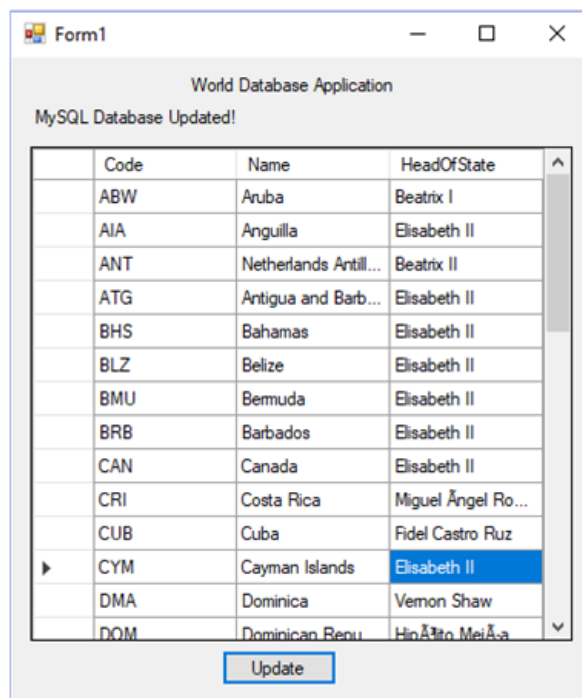 Form1
World Database Application
MySQL Database Updated!
Code Name HeadOfState
ABW Aruba Beatrix I
AIA Anguilla Elisabeth II
ANT Netherlands Antill... Beatrix II
ATG Antigua and Barb... Elisabeth II
BHS Bahamas Elisabeth II
BLZ Belize Elisabeth II
BMU Bermuda Elisabeth II
BRB Barbados Elisabeth II
CAN Canada Elisabeth II
CRI Costa Rica Miguel Ãngel Ro...
CUB Cuba Fidel Castro Ruz
CYM Cayman Islands Elisabeth II
DMA Dominica Vernon Shaw
DOM Dominican Repu
Update